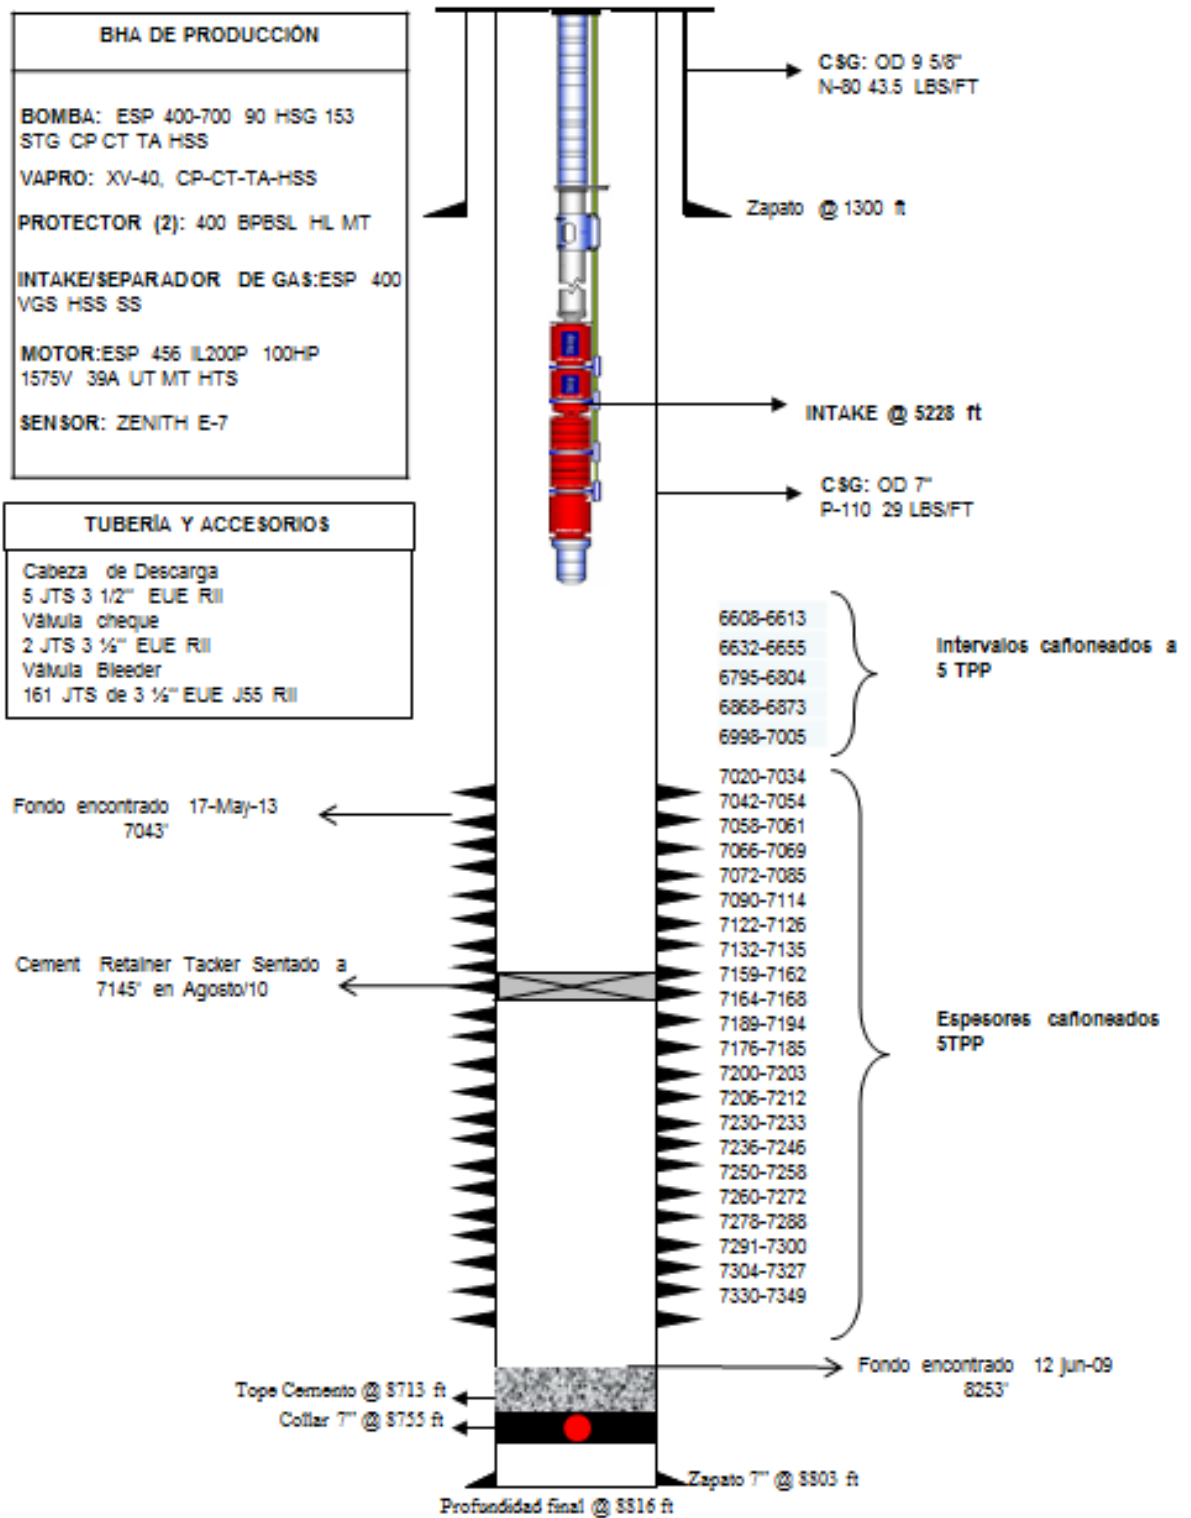 BHA DE PRODUCCIÓN
BOMBA: ESP 400-700 90 HSG 153
STG CP CT TA HSS
VAPRO: XV-40, CP-CT-TA-HSS
PROTECTOR (2): 400 BPBSL HL MT
INTAKE/SEPARADOR DE GAS:ESP 400
VGS HSS SS
MOTOR:ESP 456 IL200P 100HP
1575V 39A UT MT HTS
SENSOR: ZENITH E-7
TUBERÍA Y ACCESORIOS
Cabeza de Descarga
5 JTS 3 1/2" EUE RII
Válvula cheque
2 JTS 3 ½" EUE RII
Válvula Bleeder
161 JTS de 3 ½" EUE J55 RII
CSG: OD 9 5/8"
N-80 43.5 LBS/FT
Zapato @ 1300 ft
INTAKE @ 5228 ft
CSG: OD 7"
P-110 29 LBS/FT
6608-6613
6632-6655
6795-6804
6868-6873
6998-7005
Intervalos cañoneados a
5 TPP
7020-7034
7042-7054
7058-7061
7066-7069
7072-7085
7090-7114
7122-7126
7132-7135
7159-7162
7164-7168
7189-7194
7176-7185
7200-7203
7206-7212
7230-7233
7236-7246
7250-7258
7260-7272
7278-7288
7291-7300
7304-7327
7330-7349
Espesores cañoneados
5TPP
Fondo encontrado 17-May-13
7043'
Cement Retainer Tacker Sentado a
7145' en Agosto/10
Fondo encontrado 12 jun-09
8253'
Tope Cemento @ 8713 ft
Collar 7" @ 8755 ft
Zapato 7" @ 8803 ft
Profundidad final @ 8816 ft